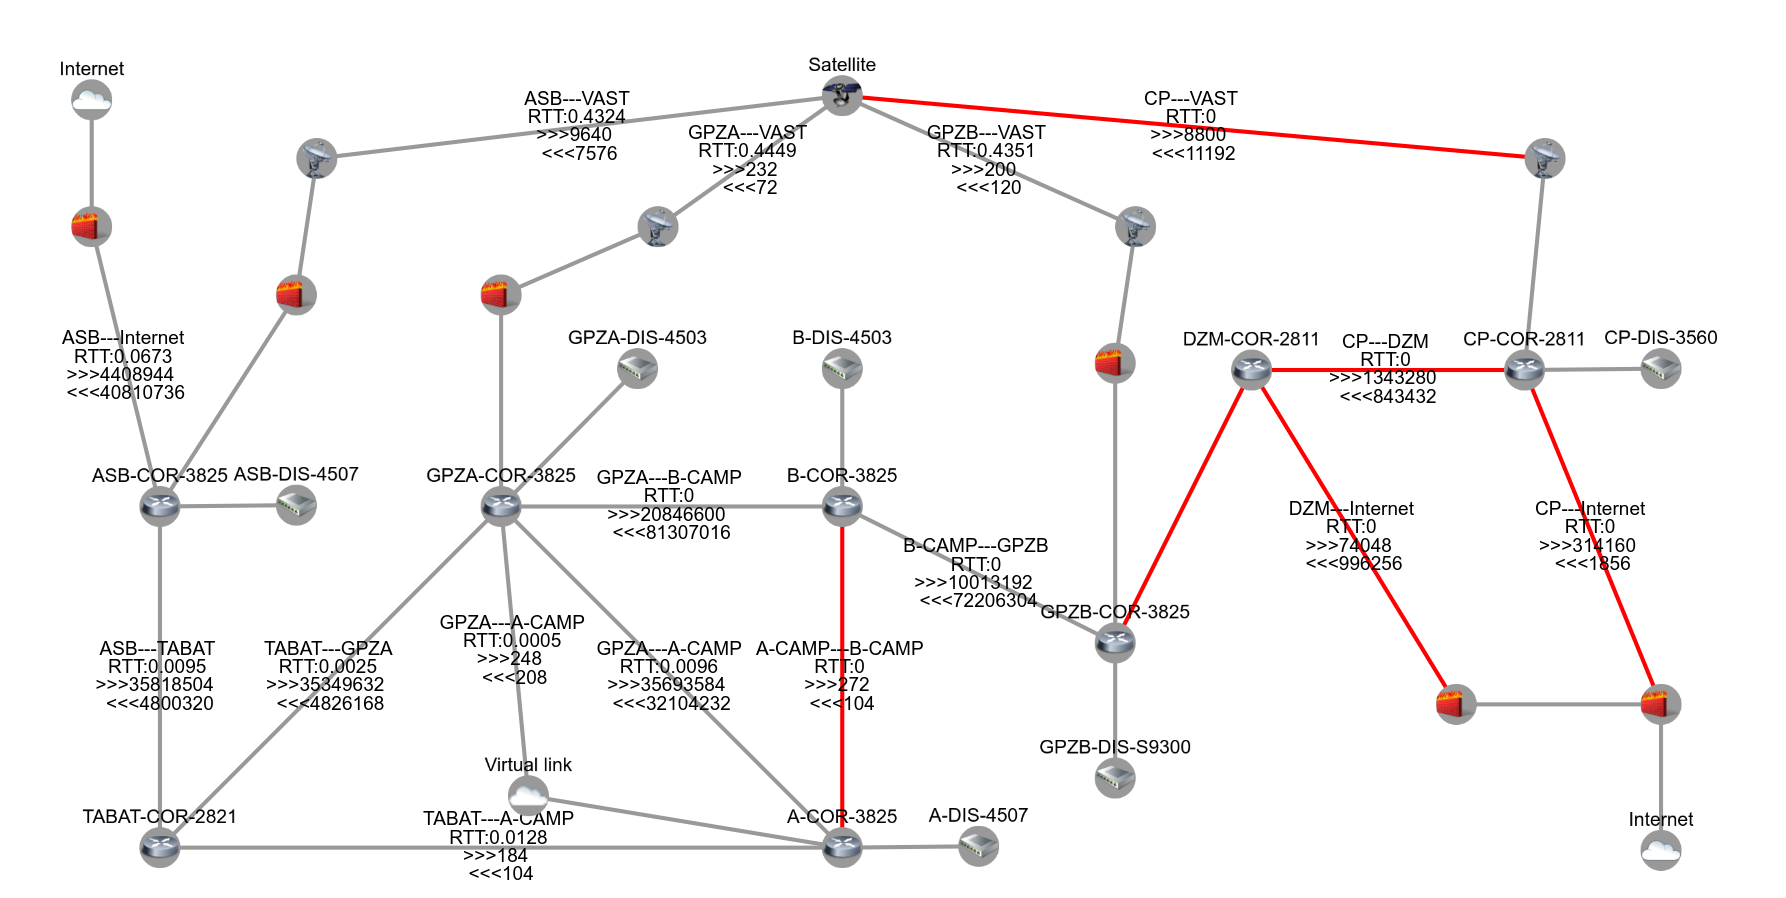 Internet
Satellite
ASB---VAST
RTT:0.4324
>>>9640
<<<7576
GPZA---VAST
RTT:0.4449
>>>232
<<<72
GPZB---VAST
RTT:0.4351
>>>200
<<<120
CP---VAST
RTT:0
>>>8800
<<<11192
ASB---Internet
RTT:0.0673
>>>4408944
<<<40810736
GPZA-DIS-4503
B-DIS-4503
DZM-COR-2811
CP---DZM
RTT:0
>>>1343280
<<<843432
CP-COR-2811
CP-DIS-3560
ASB-COR-3825
ASB-DIS-4507
GPZA-COR-3825
GPZA---B-CAMP
RTT:0
>>>20846600
<<<81307016
B-COR-3825
B-CAMP---GPZB
RTT:0
>>>10013192
<<<72206304
DZM---Internet
RTT:0
>>>74048
<<<996256
CP---Internet
RTT:0
>>>314160
<<<1856
GPZB-COR-3825
ASB---TABAT
RTT:0.0095
>>>35818504
<<<4800320
TABAT---GPZA
RTT:0.0025
>>>35349632
<<<4826168
GPZA---A-CAMP
RTT:0.0005
>>>248
<<<208
GPZA---A-CAMP
RTT:0.0096
>>>35693584
<<<32104232
A-CAMP---B-CAMP
RTT:0
>>>272
<<<104
GPZB-DIS-S9300
Virtual link
TABAT-COR-2821
TABAT---A-CAMP
RTT:0.0128
>>>184
<<<104
A-COR-3825
A-DIS-4507
Internet